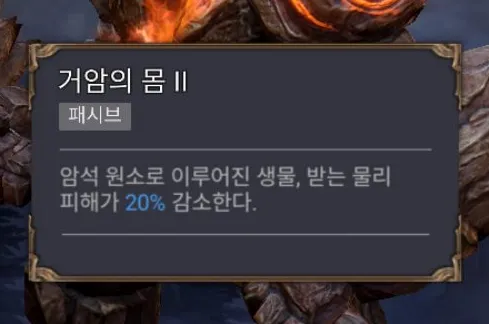 거암의 몸 II
패시브
암석 원소로 이루어진 생물, 받는 물리
피해가 20% 감소한다.